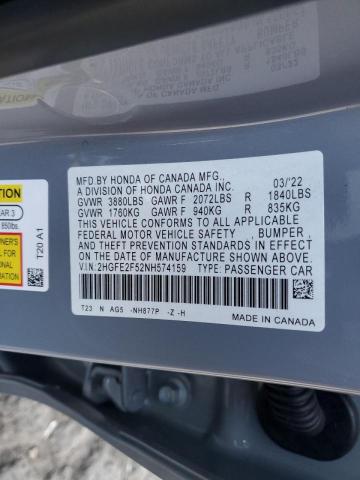 MFD.BY HONDA OF CANADA MFG.,
A DIVISION OF HONDA CANADA INC. 03/'22
GVWR 3880LBS GAWR F 2072LBS R 1840LBS
GVWR 1760KG GAWR F 940KG R 835KG
THIS VEHICLE CONFORMS TO ALL APPLICABLE
FEDERAL MOTOR VEHICLE SAFETY , BUMPER ,
AND THEFT PREVENTION STANDARDS IN EFFECT ON
THE DATE OF MANUFACTURE SHOWN ABOVE.
V.I.N:2HGFE2F52NH574159 TYPE: PASSENGER CAR
T23 N AG5 -NH877P -Z -H
MADE IN CANADA
T20 A1